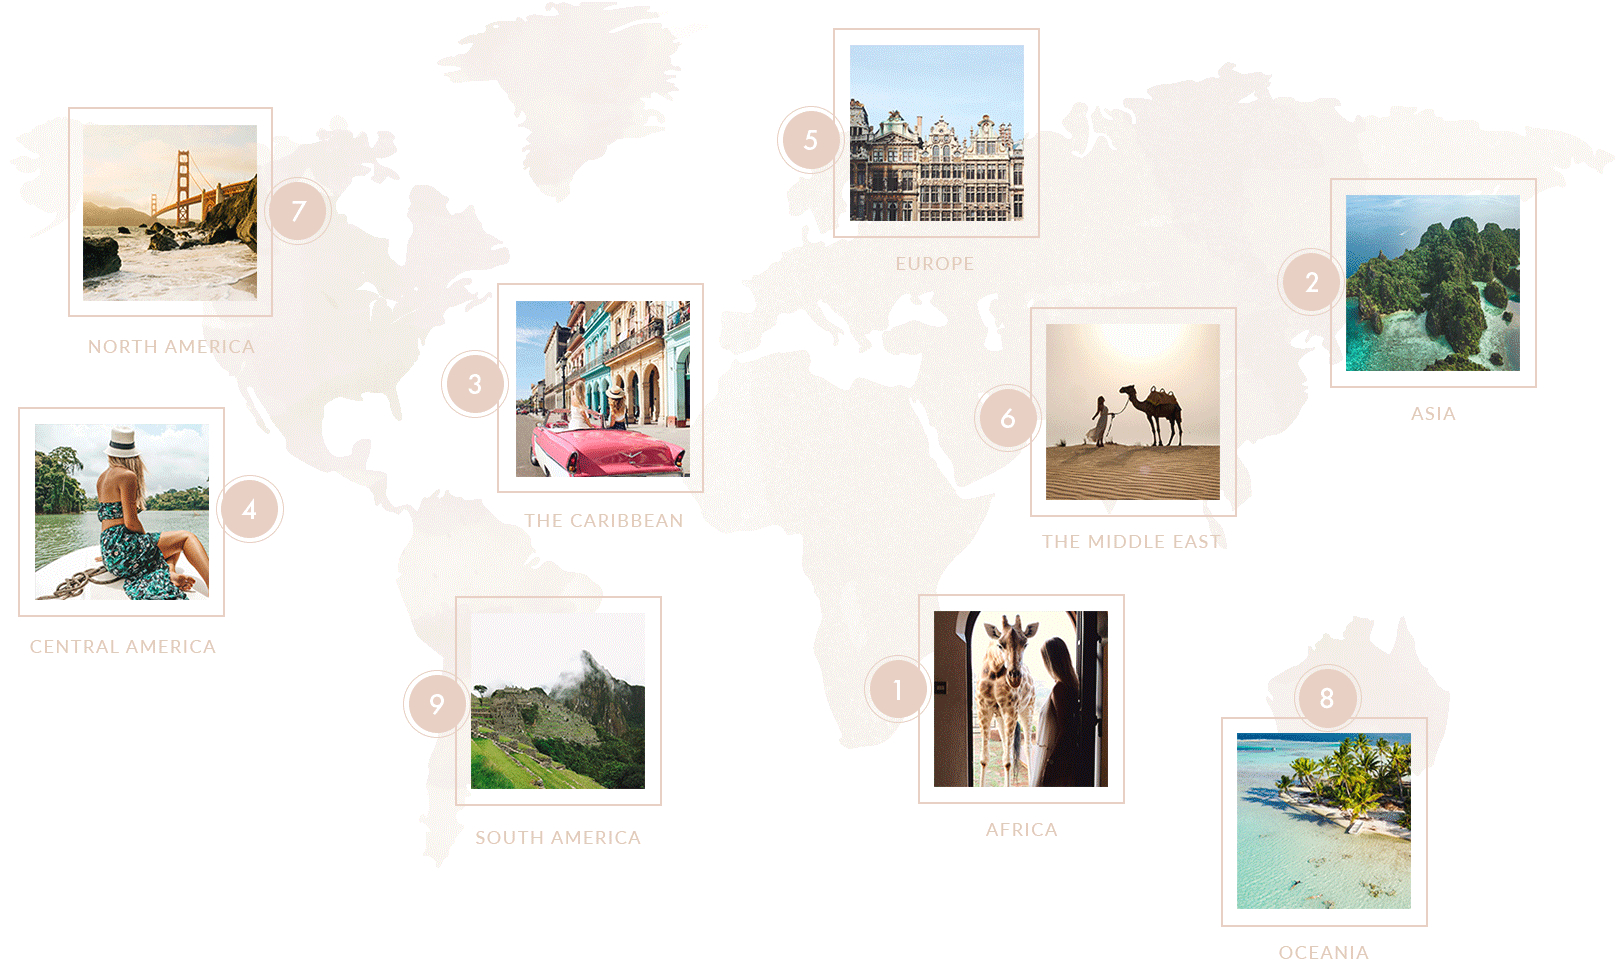 5
EUROPE
7
NORTH AMERICA
2
ASIA
3
THE CARIBBEAN
6
THE MIDDLE EAST
4
CENTRAL AMERICA
9
SOUTH AMERICA
1
AFRICA
8
OCEANIA